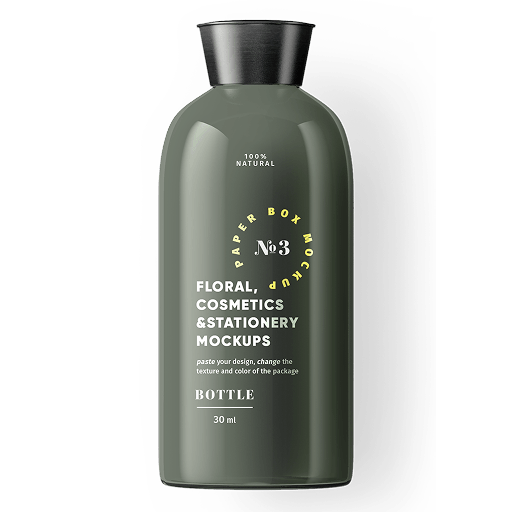 100%
NATURAL
PAPER BOX MOCKUP
№3
FLORAL,
COSMETICS
&STATIONERY
MOCKUPS
paste your design, change the
texture and color of the package
BOTTLE
30 ml